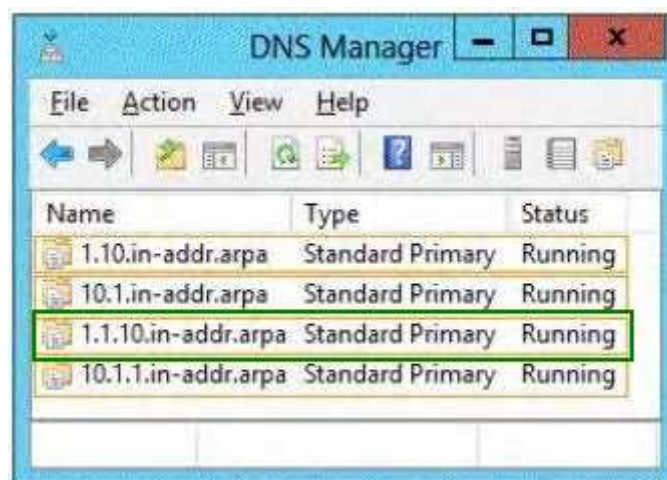 DNS Manager
File Action View Help
Name Type Status
1.10.in-addr.arpa Standard Primary Running
10.1.in-addr.arpa Standard Primary Running
1.1.10.in-addr.arpa Standard Primary Running
10.1.1.in-addr.arpa Standard Primary Running